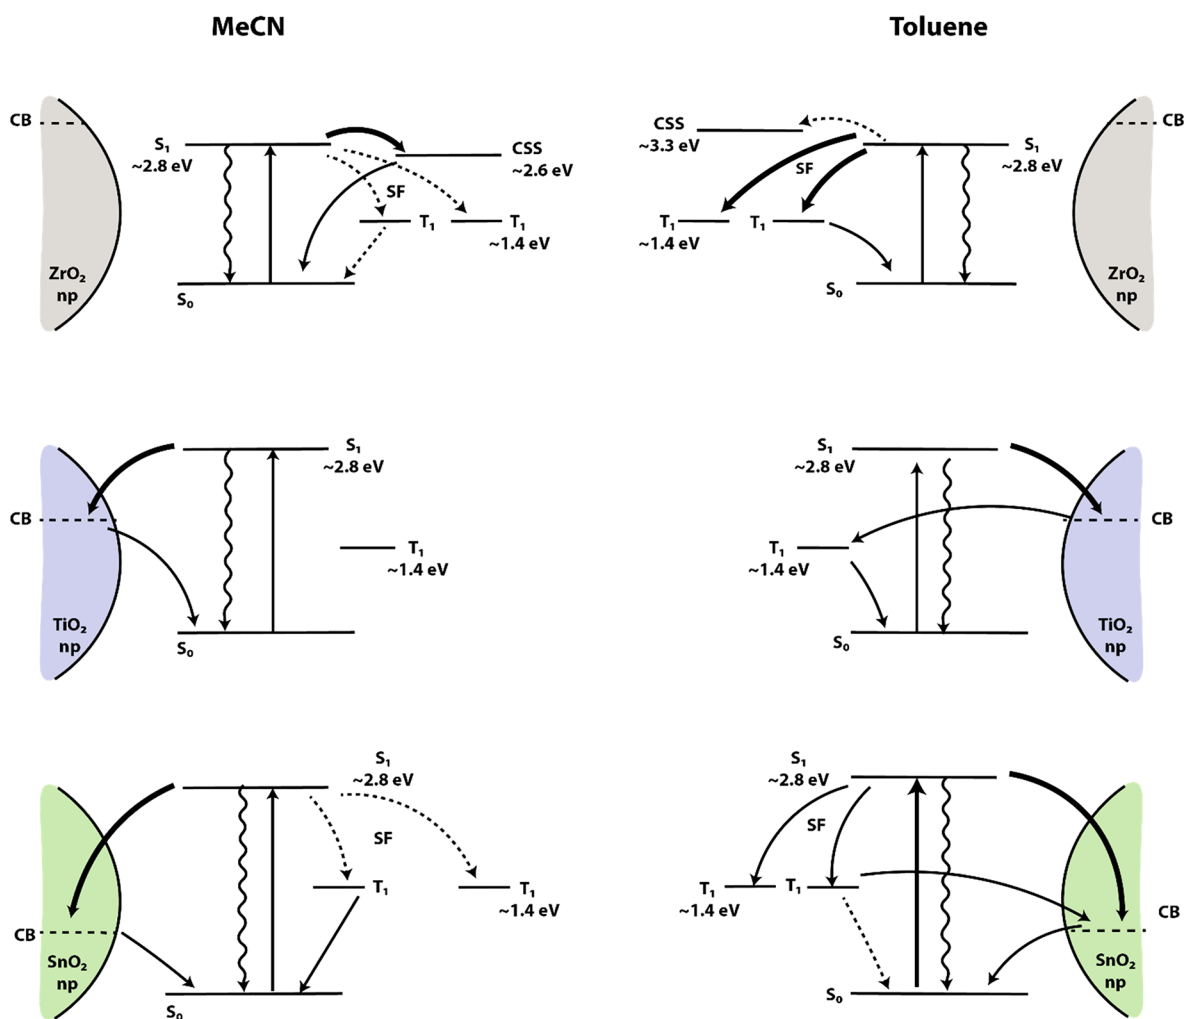 MeCN
Toluene
CB
S₁
~2.8 eV
CSS
~2.6 eV
SF
T₁
T₁
~1.4 eV
S₀
ZrO₂
np
CSS
~3.3 eV
SF
S₁
~2.8 eV
CB
T₁
~1.4 eV
T₁
S₀
ZrO₂
np
S₁
~2.8 eV
CB
T₁
~1.4 eV
TiO₂
np
S₀
S₁
~2.8 eV
CB
T₁
~1.4 eV
S₀
TiO₂
np
S₁
~2.8 eV
SF
T₁
T₁
~1.4 eV
CB
SnO₂
np
S₀
S₁
~2.8 eV
SF
T₁
~1.4 eV
T₁
CB
SnO₂
np
S₀